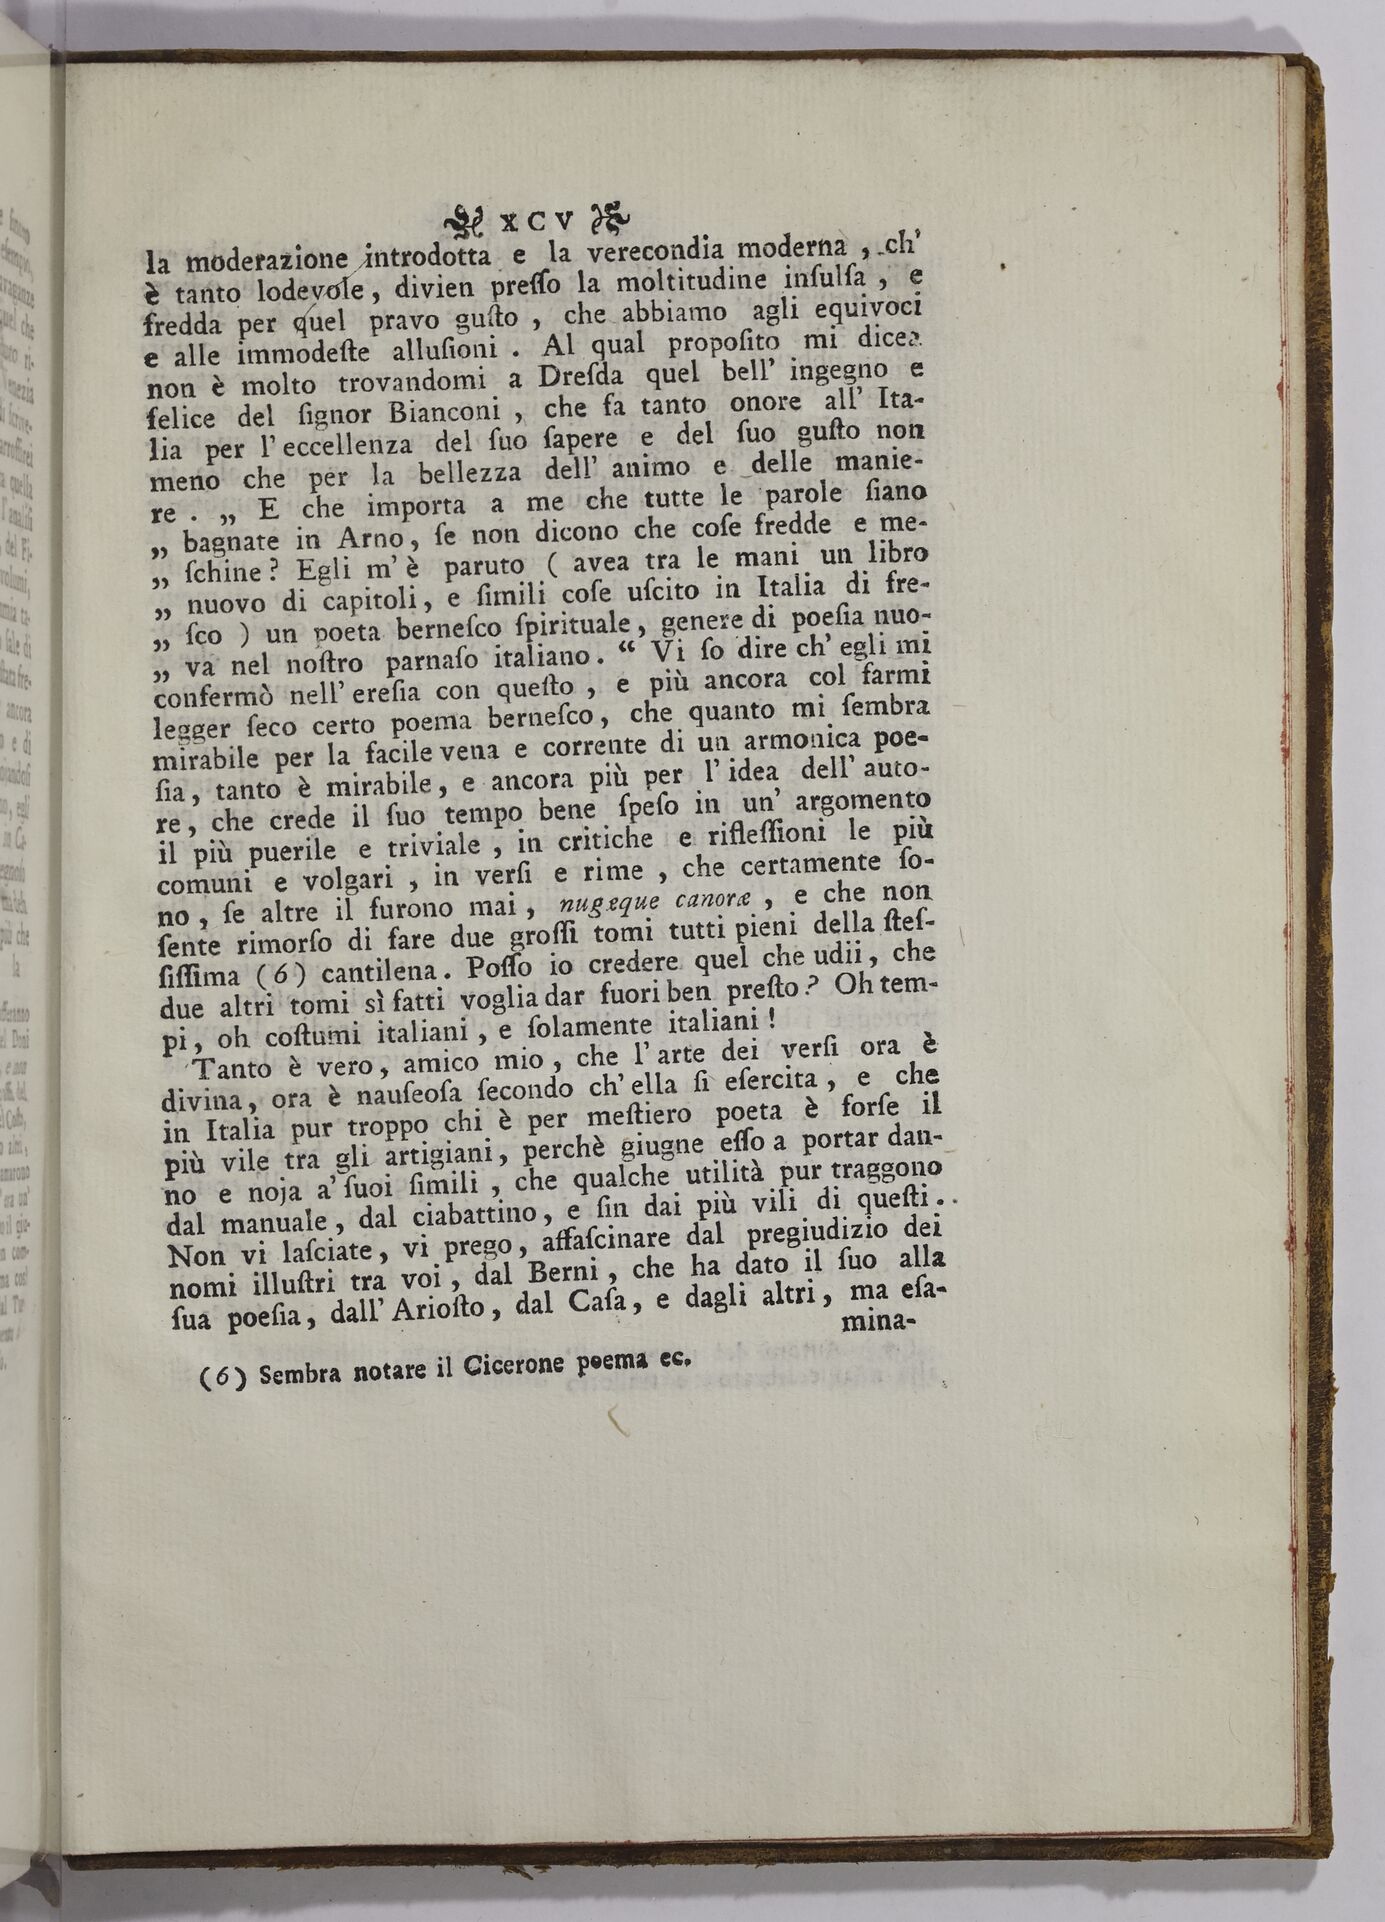 XCV
la moderazione introdotta e la verecondia moderna, ch'
è tanto lodevole, divien preſſo la moltitudine inſulſa, e
fredda per quel pravo guſto, che abbiamo agli equivoci
e alle immodeſte alluſioni. Al qual propoſito mi dicea
non è molto trovandomi a Dreſda quel bell' ingegno e
felice del ſignor Bianconi, che fa tanto onore all' Ita-
lia per l'eccellenza del ſuo ſapere e del ſuo guſto non
meno che per la bellezza dell' animo e delle manie-
re. „ E che importa a me che tutte le parole ſiano
„ bagnate in Arno, ſe non dicono che coſe fredde e me-
„ ſchine? Egli m'è paruto ( avea tra le mani un libro
„ nuovo di capitoli, e ſimili coſe uſcito in Italia di fre-
„ ſco ) un poeta berneſco ſpirituale, genere di poeſia nuo-
„ va nel noſtro parnaſo italiano. “ Vi ſo dire ch' egli mi
confermò nell' ereſia con queſto, e più ancora col farmi
legger ſeco certo poema berneſco, che quanto mi ſembra
mirabile per la facile vena e corrente di un armonica poe-
ſia, tanto è mirabile, e ancora più per l'idea dell' auto-
re, che crede il ſuo tempo bene ſpeſo in un' argomento
il più puerile e triviale, in critiche e rifleſſioni le più
comuni e volgari, in verſi e rime, che certamente ſo-
no, ſe altre il furono mai, nugæque canoræ, e che non
ſente rimorſo di fare due groſſi tomi tutti pieni della ſteſ-
ſiſſima (6) cantilena. Poſſo io credere quel che udii, che
due altri tomi sì fatti voglia dar fuori ben preſto? Oh tem-
pi, oh coſtumi italiani, e ſolamente italiani!
Tanto è vero, amico mio, che l'arte dei verſi ora è
divina, ora è nauſeoſa ſecondo ch' ella ſi eſercita, e che
in Italia pur troppo chi è per meſtiero poeta è forſe il
più vile tra gli artigiani, perchè giugne eſſo a portar dan-
no e noja a' ſuoi ſimili, che qualche utilità pur traggono
dal manuale, dal ciabattino, e ſin dai più vili di queſti..
Non vi laſciate, vi prego, affaſcinare dal pregiudizio dei
nomi illuſtri tra voi, dal Berni, che ha dato il ſuo alla
ſua poeſia, dall' Arioſto, dal Caſa, e dagli altri, ma eſa-
mina-
(6) Sembra notare il Cicerone poema ec.